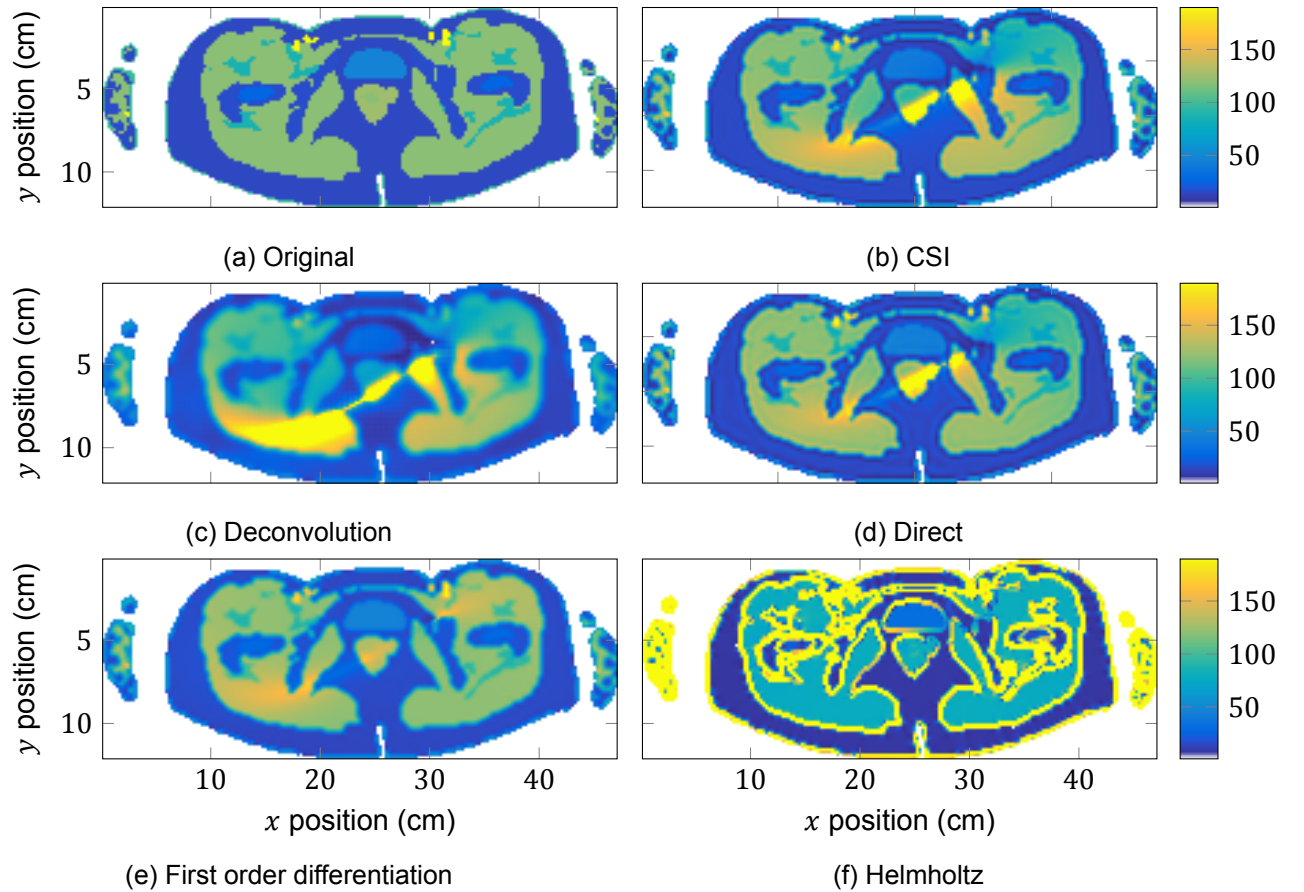 y position (cm)
5
10
150
100
50
(a) Original
(b) CSI
y position (cm)
5
10
150
100
50
(c) Deconvolution
(d) Direct
y position (cm)
5
10
150
100
50
10
20
30
40
10
20
30
40
x position (cm)
x position (cm)
(e) First order differentiation
(f) Helmholtz